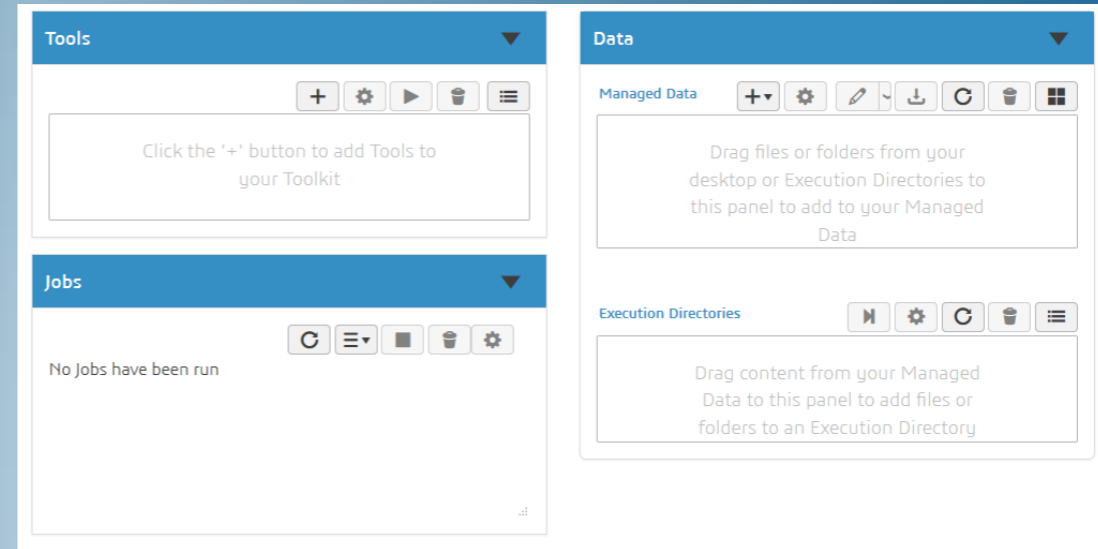 Tools
Click the '+' button to add Tools to
your Toolkit
Jobs
No Jobs have been run
Data
Managed Data
Drag files or folders from your
desktop or Execution Directories to
this panel to add to your Managed
Data
Execution Directories
Drag content from your Managed
Data to this panel to add files or
folders to an Execution Directory